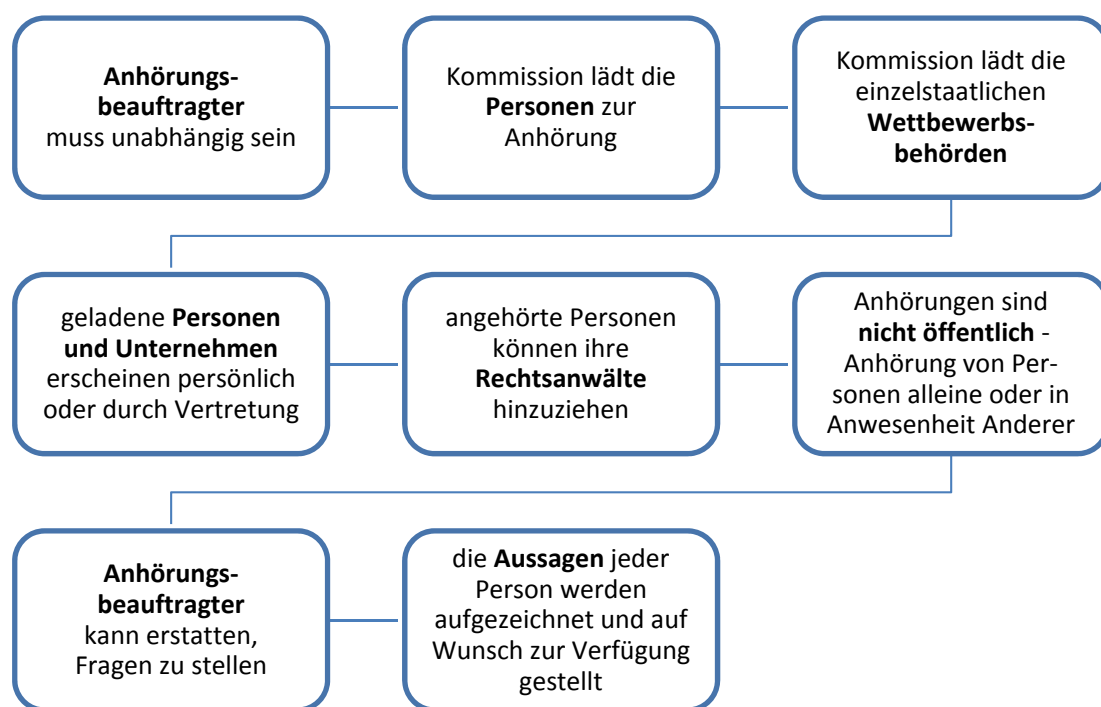 Anhörungs-
beauftragter
muss unabhängig sein
Kommission lädt die
Personen zur
Anhörung
Kommission lädt die
einzelstaatlichen
Wettbewerbs-
behörden
geladene Personen
und Unternehmen
erscheinen persönlich
oder durch Vertretung
angehörte Personen
können ihre
Rechtsanwälte
hinzuziehen
Anhörungen sind
nicht öffentlich -
Anhörung von Per-
sonen alleine oder in
Anwesenheit Anderer
Anhörungs-
beauftragter
kann erstatten,
Fragen zu stellen
die Aussagen jeder
Person werden
aufgezeichnet und auf
Wunsch zur Verfügung
gestellt